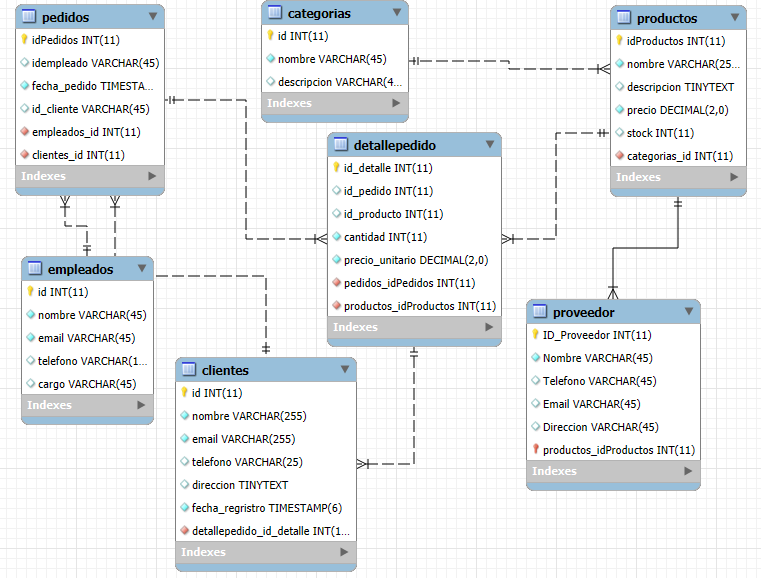 pedidos
idPedidos INT(11)
idempleado VARCHAR(45)
fecha_pedido TIMESTA...
id_cliente VARCHAR(45)
empleados_id INT(11)
clientes_id INT(11)
Indexes
categorias
id INT(11)
nombre VARCHAR(45)
descripcion VARCHAR(4...
Indexes
productos
idProductos INT(11)
nombre VARCHAR(25...
descripcion TINYTEXT
precio DECIMAL(2,0)
stock INT(11)
categorias_id INT(11)
Indexes
detallepedido
id_detalle INT(11)
id_pedido INT(11)
id_producto INT(11)
cantidad INT(11)
precio_unitario DECIMAL(2,0)
pedidos_idPedidos INT(11)
productos_idProductos INT(11)
Indexes
empleados
id INT(11)
nombre VARCHAR(45)
email VARCHAR(45)
telefono VARCHAR(1...
cargo VARCHAR(45)
Indexes
clientes
id INT(11)
nombre VARCHAR(255)
email VARCHAR(255)
telefono VARCHAR(25)
direccion TINYTEXT
fecha_regristro TIMESTAMP(6)
detallepedido_id_detalle INT(1...
Indexes
proveedor
ID_Proveedor INT(11)
Nombre VARCHAR(45)
Telefono VARCHAR(45)
Email VARCHAR(45)
Direccion VARCHAR(45)
productos_idProductos INT(11)
Indexes